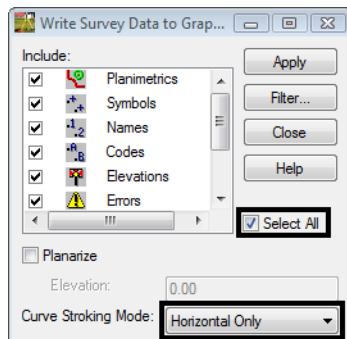 Write Survey Data to Grap...
Include:
Planimetrics
Symbols
Names
Codes
Elevations
Errors
Apply
Filter...
Close
Help
Select All
Planarize
Elevation:
0.00
Curve Stroking Mode:
Horizontal Only